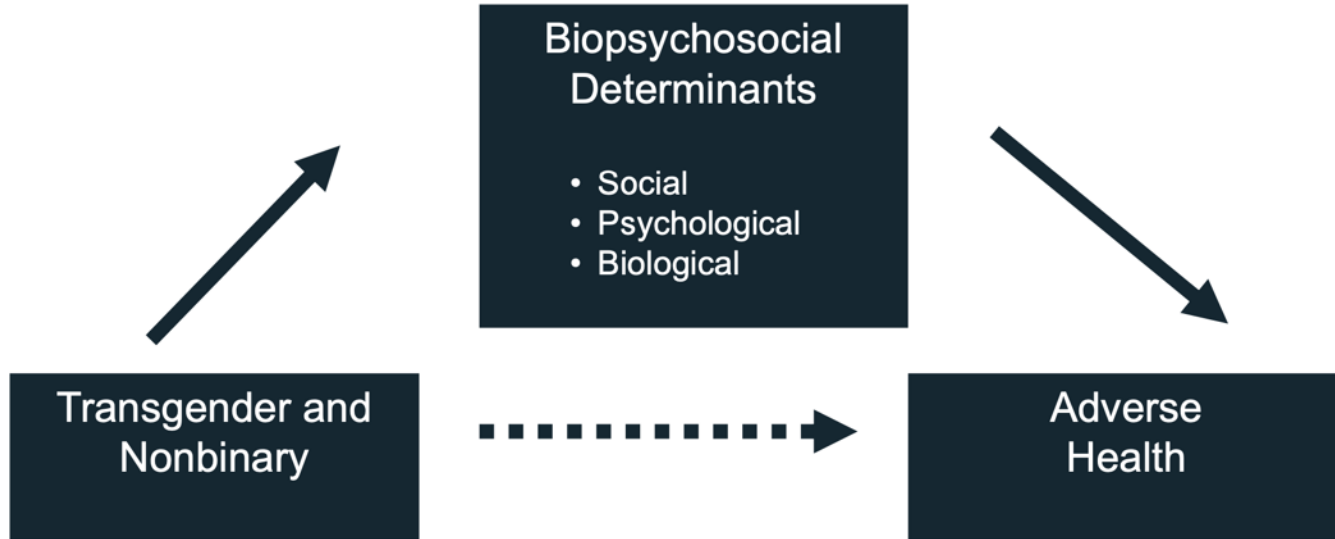 Biopsychosocial
Determinants
• Social
• Psychological
• Biological
Transgender and
Nonbinary
Adverse
Health